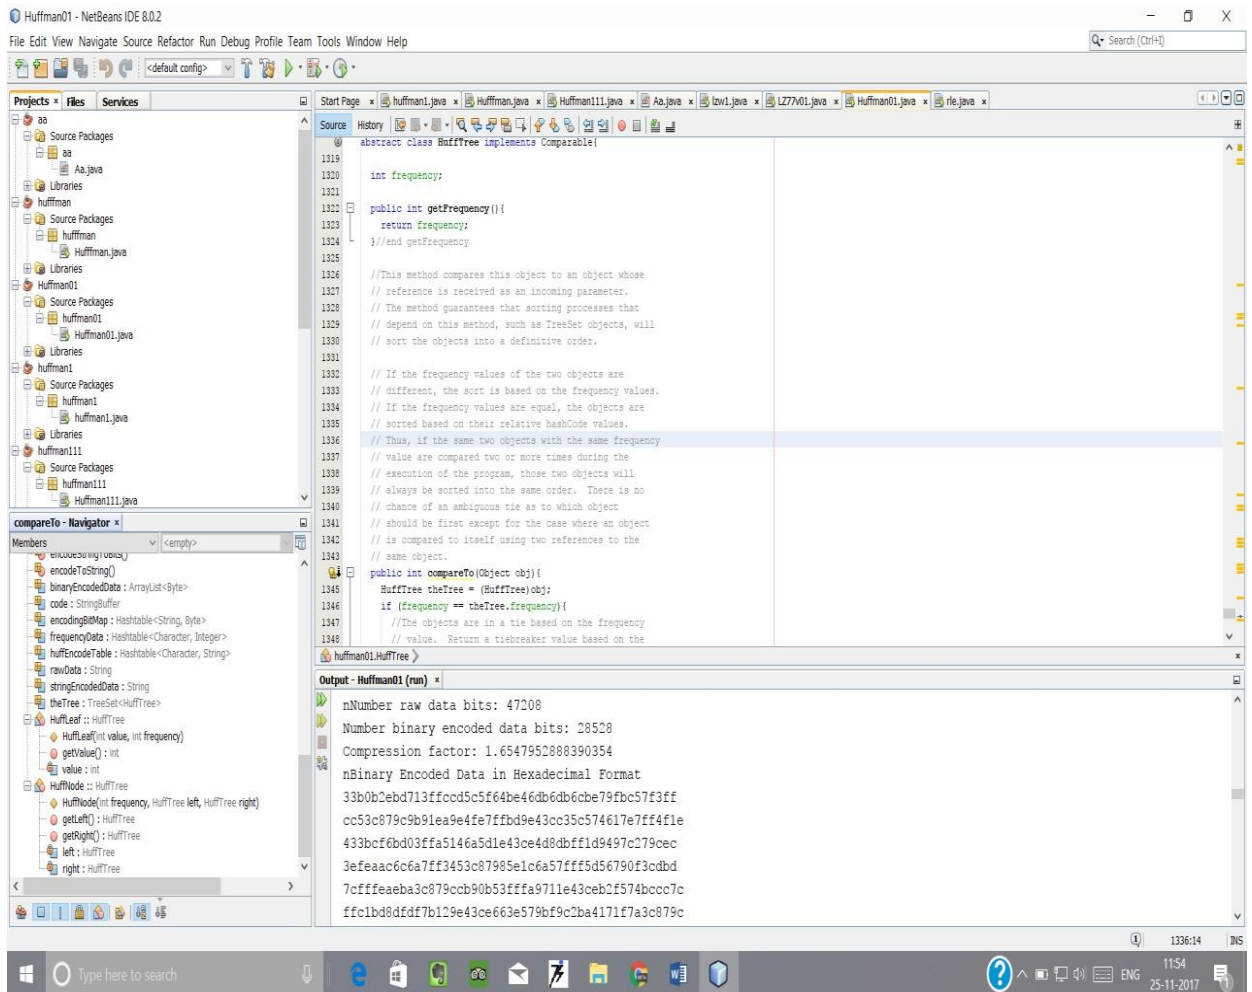 Huffman01 - NetBeans IDE 8.0.2
File Edit View Navigate Source Refactor Run Debug Profile Team Tools Window Help
Search (Ctrl+I)
<default config>
Projects x Files Services
aa
Source Packages
aa
Aa.java
Libraries
hufffman
Source Packages
hufffman
Hufffman.java
Libraries
Huffman01
Source Packages
huffman01
Huffman01.java
Libraries
huffman1
Source Packages
huffman1
huffman1.java
Libraries
huffman111
Source Packages
huffman111
Huffman111.java
compareTo - Navigator x
Members <empty>
encodeStringToBits()
encodeToString()
binaryEncodedData : ArrayList<Byte>
code : StringBuffer
encodingBitMap : Hashtable<String, Byte>
frequencyData : Hashtable<Character, Integer>
huffEncodeTable : Hashtable<Character, String>
rawData : String
stringEncodedData : String
theTree : TreeSet<HuffTree>
HuffLeaf :: HuffTree
HuffLeaf(int value, int frequency)
getValue() : int
value : int
HuffNode :: HuffTree
HuffNode(int frequency, HuffTree left, HuffTree right)
getLeft() : HuffTree
getRight() : HuffTree
left : HuffTree
right : HuffTree
Start Page x huffman1.java x Hufffman.java x Huffman111.java x Aa.java x lzw1.java x LZ77v01.java x Huffman01.java x rle.java x
Source History
abstract class HuffTree implements Comparable{
1319
1320 int frequency;
1321
1322 public int getFrequency(){
1323 return frequency;
1324 }//end getFrequency
1325
1326 //This method compares this object to an object whose
1327 // reference is received as an incoming parameter.
1328 // The method guarantees that sorting processes that
1329 // depend on this method, such as TreeSet objects, will
1330 // sort the objects into a definitive order.
1331
1332 // If the frequency values of the two objects are
1333 // different, the sort is based on the frequency values.
1334 // If the frequency values are equal, the objects are
1335 // sorted based on their relative hashCode values.
1336 // Thus, if the same two objects with the same frequency
1337 // value are compared two or more times during the
1338 // execution of the program, those two objects will
1339 // always be sorted into the same order. There is no
1340 // chance of an ambiguous tie as to which object
1341 // should be first except for the case where an object
1342 // is compared to itself using two references to the
1343 // same object.
public int compareTo(Object obj){
1345 HuffTree theTree = (HuffTree)obj;
1346 if (frequency == theTree.frequency){
1347 //The objects are in a tie based on the frequency
1348 // value. Return a tiebreaker value based on the
huffman01.HuffTree
Output - Huffman01 (run) x
nNumber raw data bits: 47208
Number binary encoded data bits: 28528
Compression factor: 1.6547952888390354
nBinary Encoded Data in Hexadecimal Format
33b0b2ebd713ffccd5c5f64be46db6db6cbe79fbc57f3ff
cc53c879c9b91ea9e4fe7ffbd9e43cc35c574617e7ff4f1e
433bcf6bd03ffa5146a5d1e43ce4d8dbff1d9497c279cec
3efeaac6c6a7ff3453c87985e1c6a57fff5d56790f3cdbd
7cfffeaeba3c879ccb90b53fffa9711e43ceb2f574bccc7c
ffc1bd8dfdf7b129e43ce663e579bf9c2ba4171f7a3c879c
1 1336:14 INS
Type here to search
ENG
11:54
25-11-2017